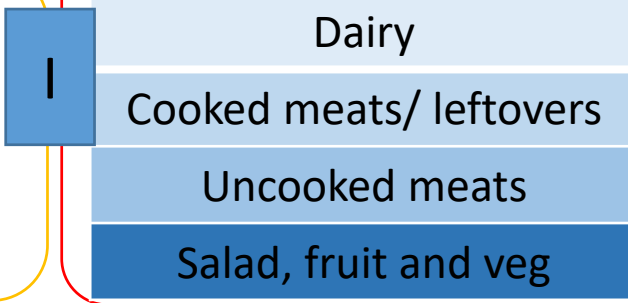 Dairy
I
Cooked meats/ leftovers
Uncooked meats
Salad, fruit and veg